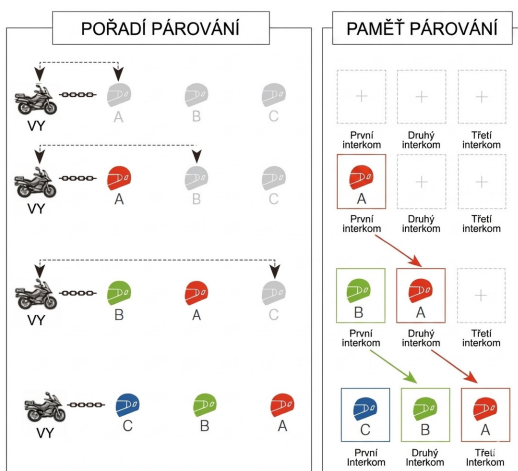 POŘADÍ PÁROVÁNÍ
VY
A
B
C
VY
A
B
C
VY
B
A
C
VY
C
B
A
PAMĚŤ PÁROVÁNÍ
První
interkom
Druhý
interkom
Třetí
interkom
A
První
interkom
Druhý
interkom
Třetí
interkom
B
A
První
interkom
Druhý
interkom
Třetí
interkom
C
B
A
První
Interkom
Druhý
Interkom
Třetí
Interkom